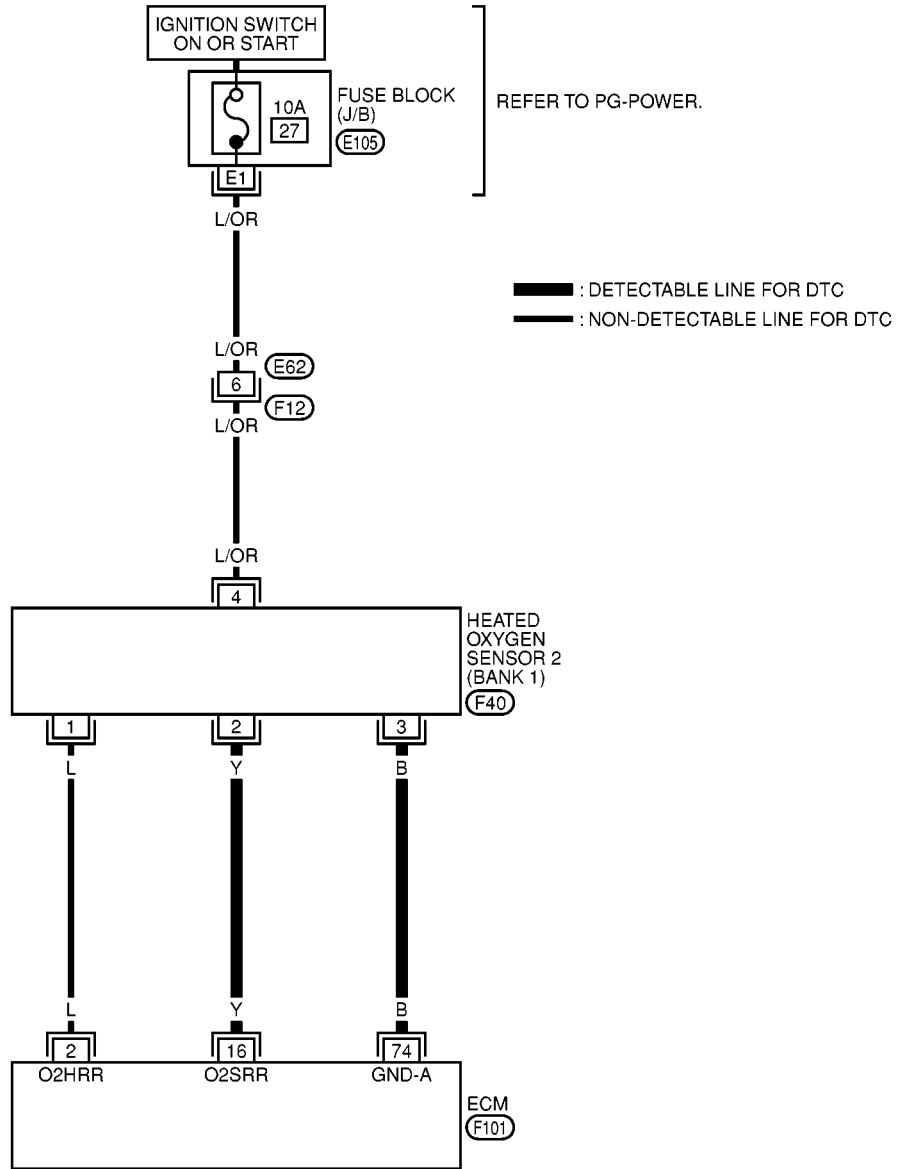 IGNITION SWITCH
ON OR START
10A
27
FUSE BLOCK
(J/B)
E105
REFER TO PG-POWER.
E1
L/OR
: DETECTABLE LINE FOR DTC
: NON-DETECTABLE LINE FOR DTC
L/OR
E62
6
F12
L/OR
L/OR
4
HEATED
OXYGEN
SENSOR 2
(BANK 1)
F40
1 2 3
L Y B
L Y B
2 16 74
O2HRR O2SRR GND-A
ECM
F101